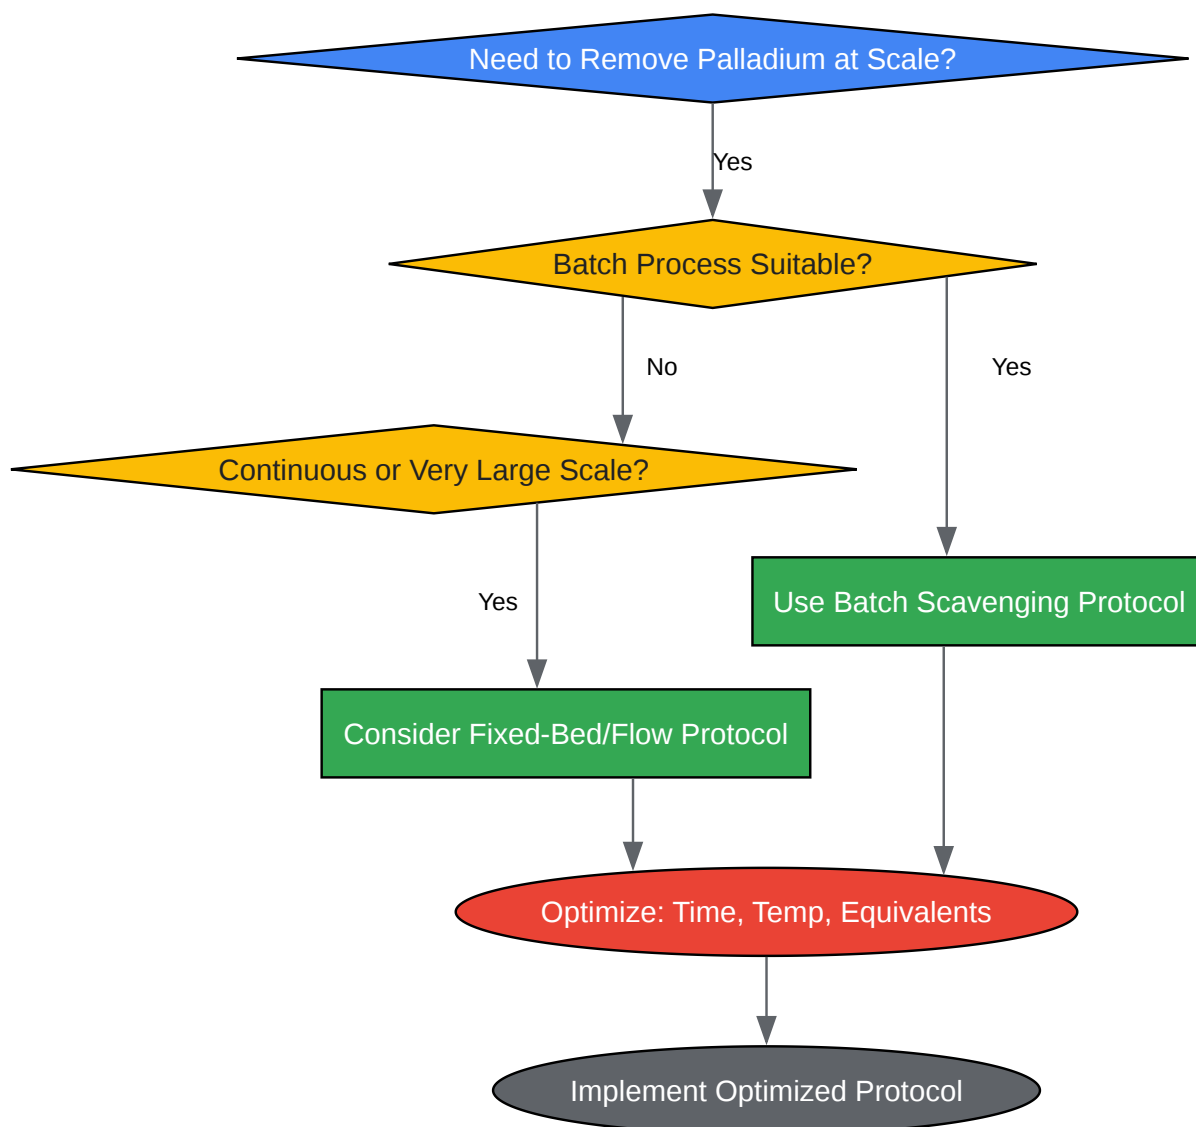 Need to Remove Palladium at Scale?
Yes
Batch Process Suitable?
No
Yes
Continuous or Very Large Scale?
Yes
Use Batch Scavenging Protocol
Consider Fixed-Bed/Flow Protocol
Optimize: Time, Temp, Equivalents
Implement Optimized Protocol